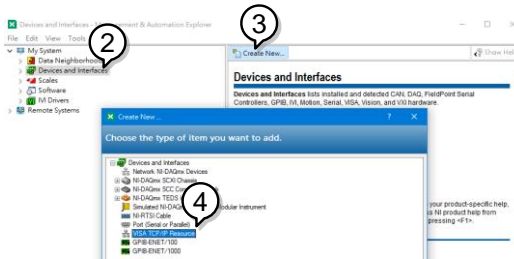 Devices and Interfaces - Management & Automation Explorer
File Edit View Tools
2
3
My System
Data Neighborhood
Devices and Interfaces
Scales
Software
IVI Drivers
Remote Systems
Create New...
Show Help
Devices and Interfaces
Devices and Interfaces lists installed and detected CAN, DAQ, FieldPoint Serial
Controllers, GPIB, IVI, Motion, Serial, VISA, Vision, and VXI hardware.
Create New ...
Choose the type of item you want to add.
Devices and Interfaces
Network NI-DAQmx Devices
NI-DAQmx SCXI Chassis
NI-DAQmx SCC
NI-DAQmx TEDS
Simulated NI-DAQmx Modular Instrument
NI-RTSI Cable
Port (Serial or Parallel)
VISA TCP/IP Resource
GPIB-ENET/100
GPIB-ENET/1000
4
your product-specific help,
NI product help from
pressing <F1>.